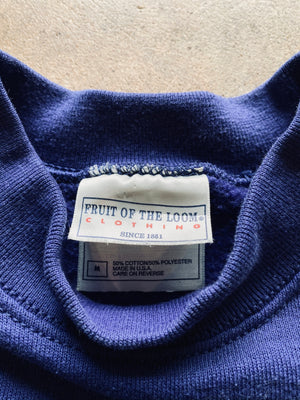 FRUIT OF THE LOOM®
CLOTHING
SINCE 1851
M
50% COTTON/50% POLYESTER
MADE IN U.S.A.
CARE ON REVERSE